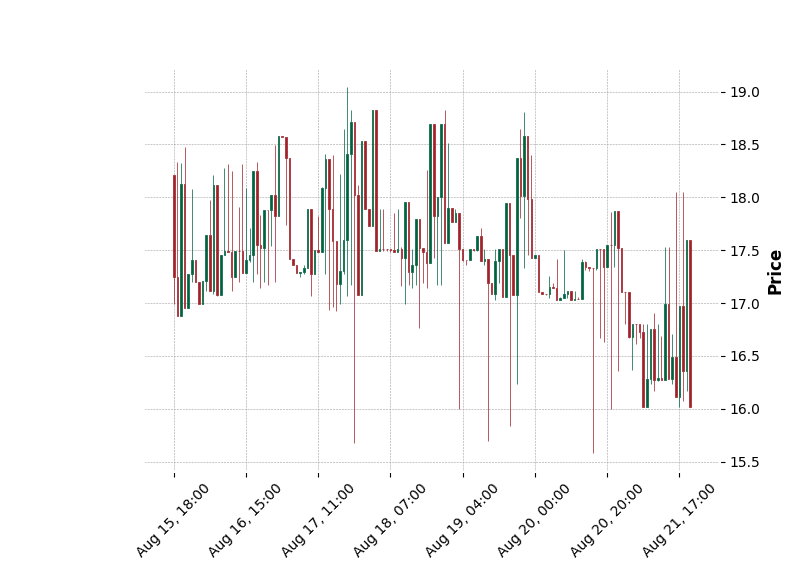 19.0
18.5
18.0
17.5
17.0
16.5
16.0
15.5
Price
Aug 15, 18:00
Aug 16, 15:00
Aug 17, 11:00
Aug 18, 07:00
Aug 19, 04:00
Aug 20, 00:00
Aug 20, 20:00
Aug 21, 17:00